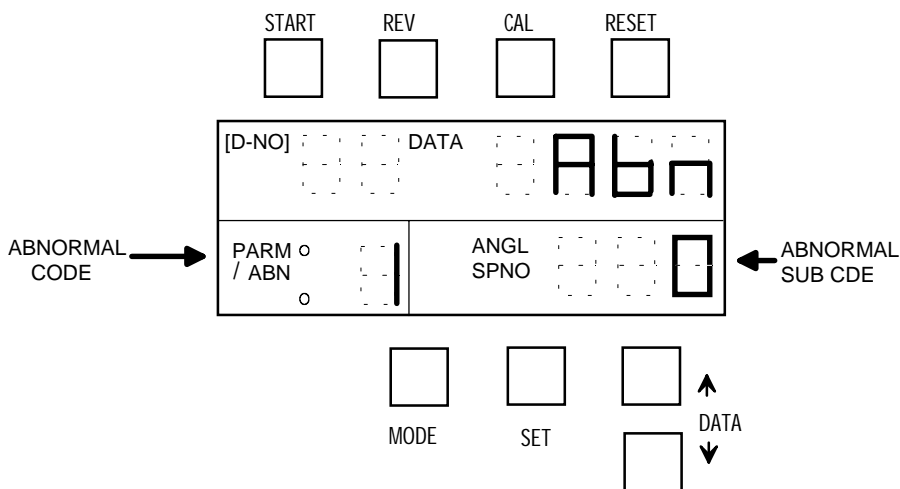 START REV CAL RESET
[D-NO] DATA Abn
ABNORMAL
CODE
PARM
/ ABN
1
ANGL
SPNO
0
ABNORMAL
SUB CDE
MODE SET DATA